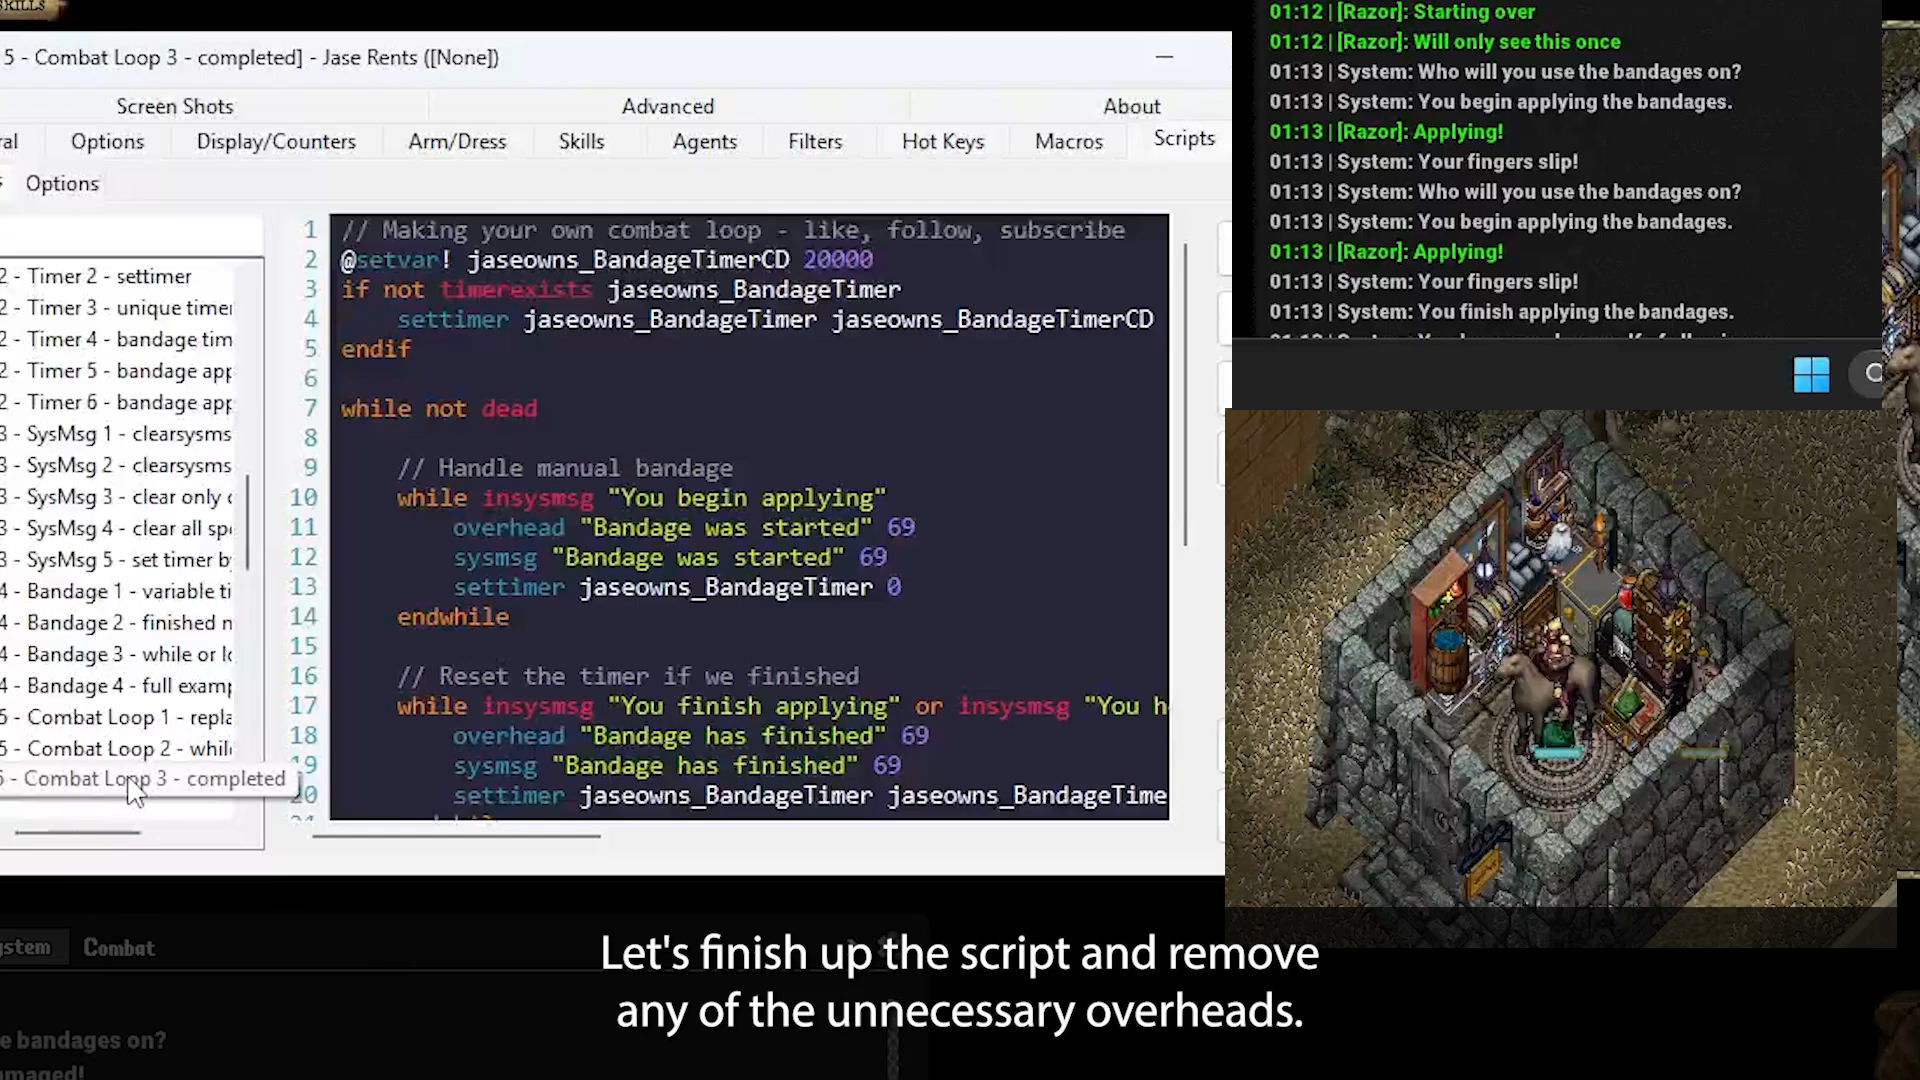 SKILLS
5 - Combat Loop 3 - completed] - Jase Rents ([None])
Screen Shots Advanced About
ral Options Display/Counters Arm/Dress Skills Agents Filters Hot Keys Macros Scripts
Options
2 - Timer 2 - settimer
2 - Timer 3 - unique timer
2 - Timer 4 - bandage tim
2 - Timer 5 - bandage app
2 - Timer 6 - bandage app
3 - SysMsg 1 - clearsysms
3 - SysMsg 2 - clearsysms
3 - SysMsg 3 - clear only
3 - SysMsg 4 - clear all spe
3 - SysMsg 5 - set timer b
4 - Bandage 1 - variable ti
4 - Bandage 2 - finished
4 - Bandage 3 - while or lo
4 - Bandage 4 - full examp
5 - Combat Loop 1 - repla
5 - Combat Loop 2 - whil
5 - Combat Loop 3 - completed
1 // Making your own combat loop - like, follow, subscribe
2 @setvar! jaseowns_BandageTimerCD 20000
3 if not timerexists jaseowns_BandageTimer
4 settimer jaseowns_BandageTimer jaseowns_BandageTimerCD
5 endif
6
7 while not dead
8
9 // Handle manual bandage
10 while insysmsg "You begin applying"
11 overhead "Bandage was started" 69
12 sysmsg "Bandage was started" 69
13 settimer jaseowns_BandageTimer 0
14 endwhile
15
16 // Reset the timer if we finished
17 while insysmsg "You finish applying" or insysmsg "You h
18 overhead "Bandage has finished" 69
19 sysmsg "Bandage has finished" 69
20 settimer jaseowns_BandageTimer jaseowns_BandageTime
01:12 | [Razor]: Starting over
01:12 | [Razor]: Will only see this once
01:13 | System: Who will you use the bandages on?
01:13 | System: You begin applying the bandages.
01:13 | [Razor]: Applying!
01:13 | System: Your fingers slip!
01:13 | System: Who will you use the bandages on?
01:13 | System: You begin applying the bandages.
01:13 | [Razor]: Applying!
01:13 | System: Your fingers slip!
01:13 | System: You finish applying the bandages.
ystem Combat
e bandages on?
amaged!
Let's finish up the script and remove
any of the unnecessary overheads.